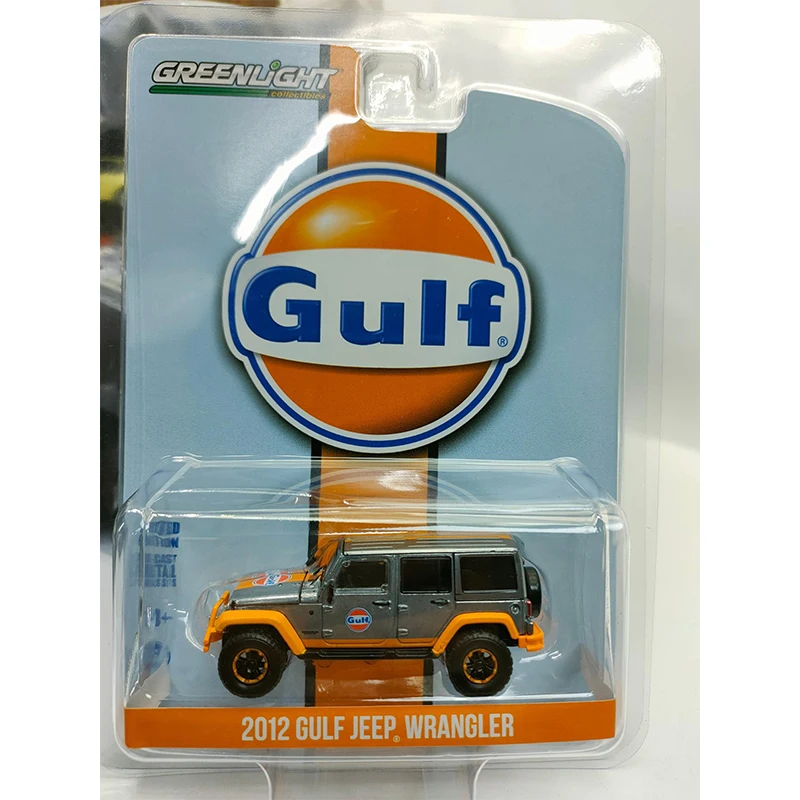 GREENLIGHT
collectibles
Gulf®
Gulf
2012 GULF JEEP® WRANGLER